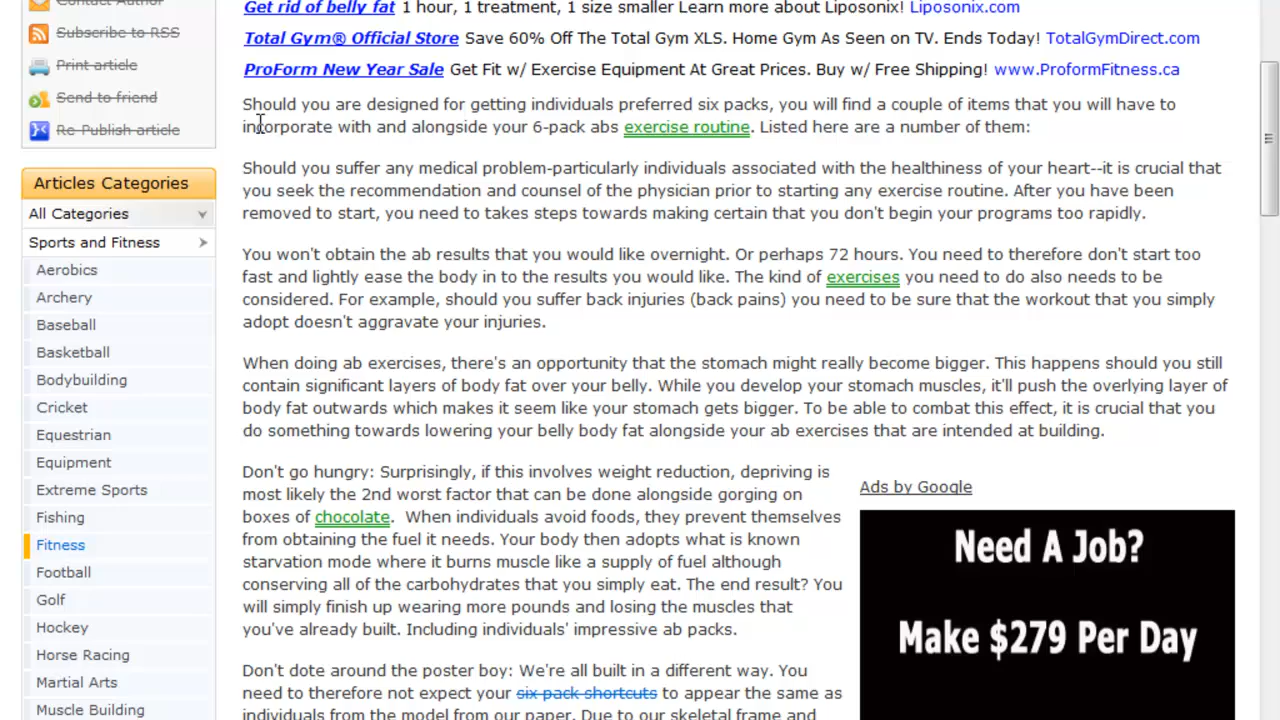 Contact Author
Subscribe to RSS
Print article
Send to friend
Re-Publish article
Articles Categories
All Categories
Sports and Fitness
Aerobics
Archery
Baseball
Basketball
Bodybuilding
Cricket
Equestrian
Equipment
Extreme Sports
Fishing
Fitness
Football
Golf
Hockey
Horse Racing
Martial Arts
Muscle Building
Get rid of belly fat 1 hour, 1 treatment, 1 size smaller Learn more about Liposonix! Liposonix.com
Total Gym® Official Store Save 60% Off The Total Gym XLS. Home Gym As Seen on TV. Ends Today! TotalGymDirect.com
ProForm New Year Sale Get Fit w/ Exercise Equipment At Great Prices. Buy w/ Free Shipping! www.ProformFitness.ca
Should you are designed for getting individuals preferred six packs, you will find a couple of items that you will have to
incorporate with and alongside your 6-pack abs exercise routine. Listed here are a number of them:
Should you suffer any medical problem-particularly individuals associated with the healthiness of your heart--it is crucial that
you seek the recommendation and counsel of the physician prior to starting any exercise routine. After you have been
removed to start, you need to takes steps towards making certain that you don't begin your programs too rapidly.
You won't obtain the ab results that you would like overnight. Or perhaps 72 hours. You need to therefore don't start too
fast and lightly ease the body in to the results you would like. The kind of exercises you need to do also needs to be
considered. For example, should you suffer back injuries (back pains) you need to be sure that the workout that you simply
adopt doesn't aggravate your injuries.
When doing ab exercises, there's an opportunity that the stomach might really become bigger. This happens should you still
contain significant layers of body fat over your belly. While you develop your stomach muscles, it'll push the overlying layer of
body fat outwards which makes it seem like your stomach gets bigger. To be able to combat this effect, it is crucial that you
do something towards lowering your belly body fat alongside your ab exercises that are intended at building.
Don't go hungry: Surprisingly, if this involves weight reduction, depriving is
most likely the 2nd worst factor that can be done alongside gorging on
boxes of chocolate.  When individuals avoid foods, they prevent themselves
from obtaining the fuel it needs. Your body then adopts what is known
starvation mode where it burns muscle like a supply of fuel although
conserving all of the carbohydrates that you simply eat. The end result? You
will simply finish up wearing more pounds and losing the muscles that
you've already built. Including individuals' impressive ab packs.
Don't dote around the poster boy: We're all built in a different way. You
need to therefore not expect your six pack shortcuts to appear the same as
individuals from the model from our paper. Due to our skeletal frame and
Ads by Google
Need A Job?
Make $279 Per Day